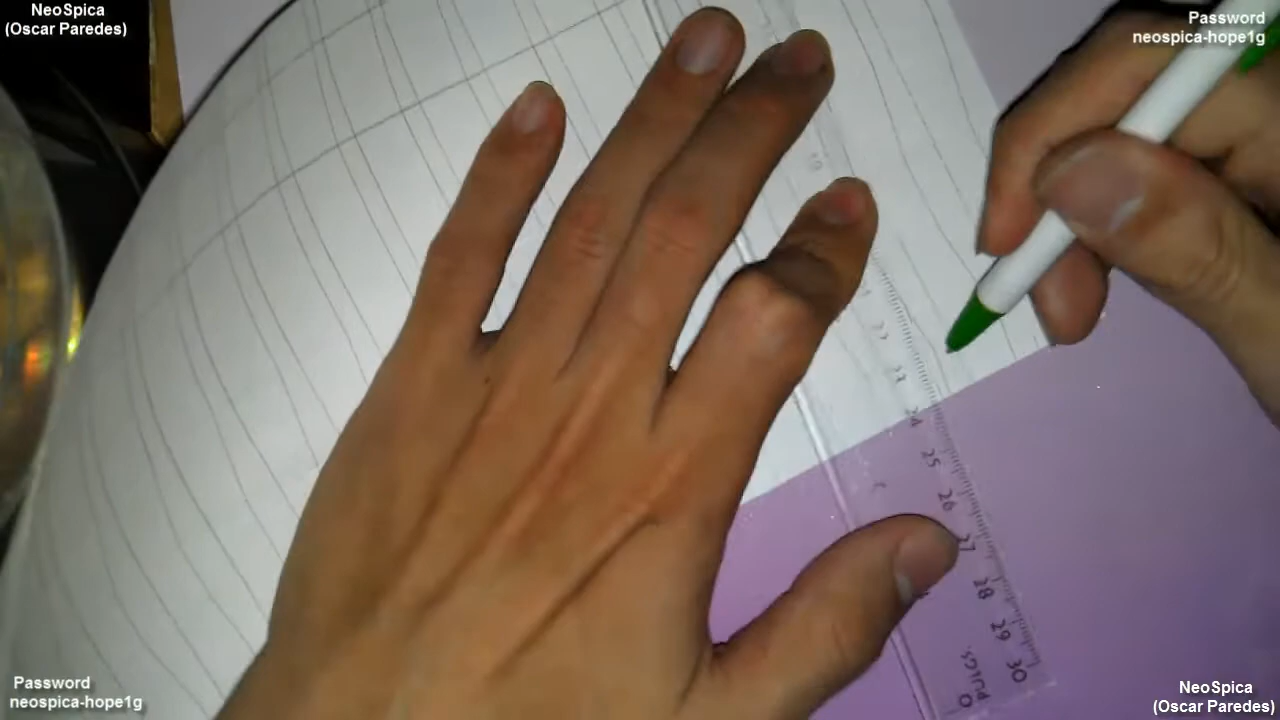 NeoSpica
(Oscar Paredes)
Password
neospica-hope1g
25
26
27
28
29
30
0
PULGS.
Password
neospica-hope1g
NeoSpica
(Oscar Paredes)